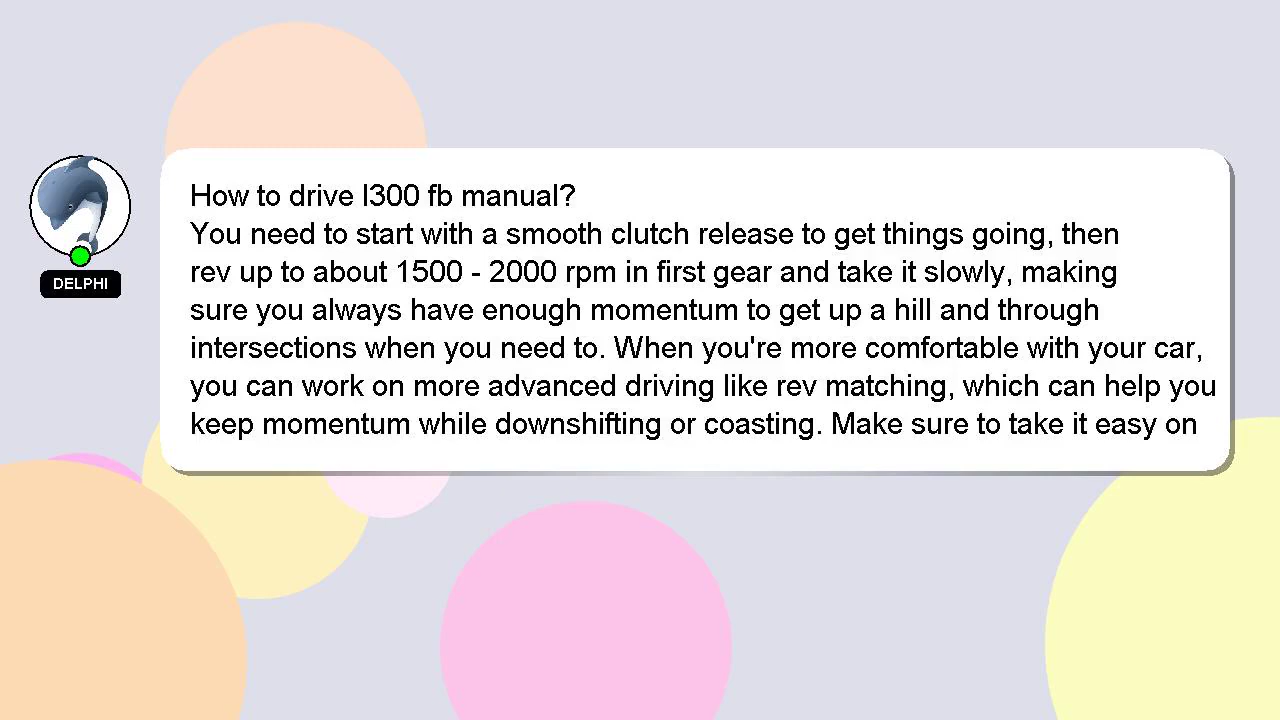 How to drive l300 fb manual?
You need to start with a smooth clutch release to get things going, then
rev up to about 1500 - 2000 rpm in first gear and take it slowly, making
sure you always have enough momentum to get up a hill and through
intersections when you need to. When you're more comfortable with your car,
you can work on more advanced driving like rev matching, which can help you
keep momentum while downshifting or coasting. Make sure to take it easy on
DELPHI